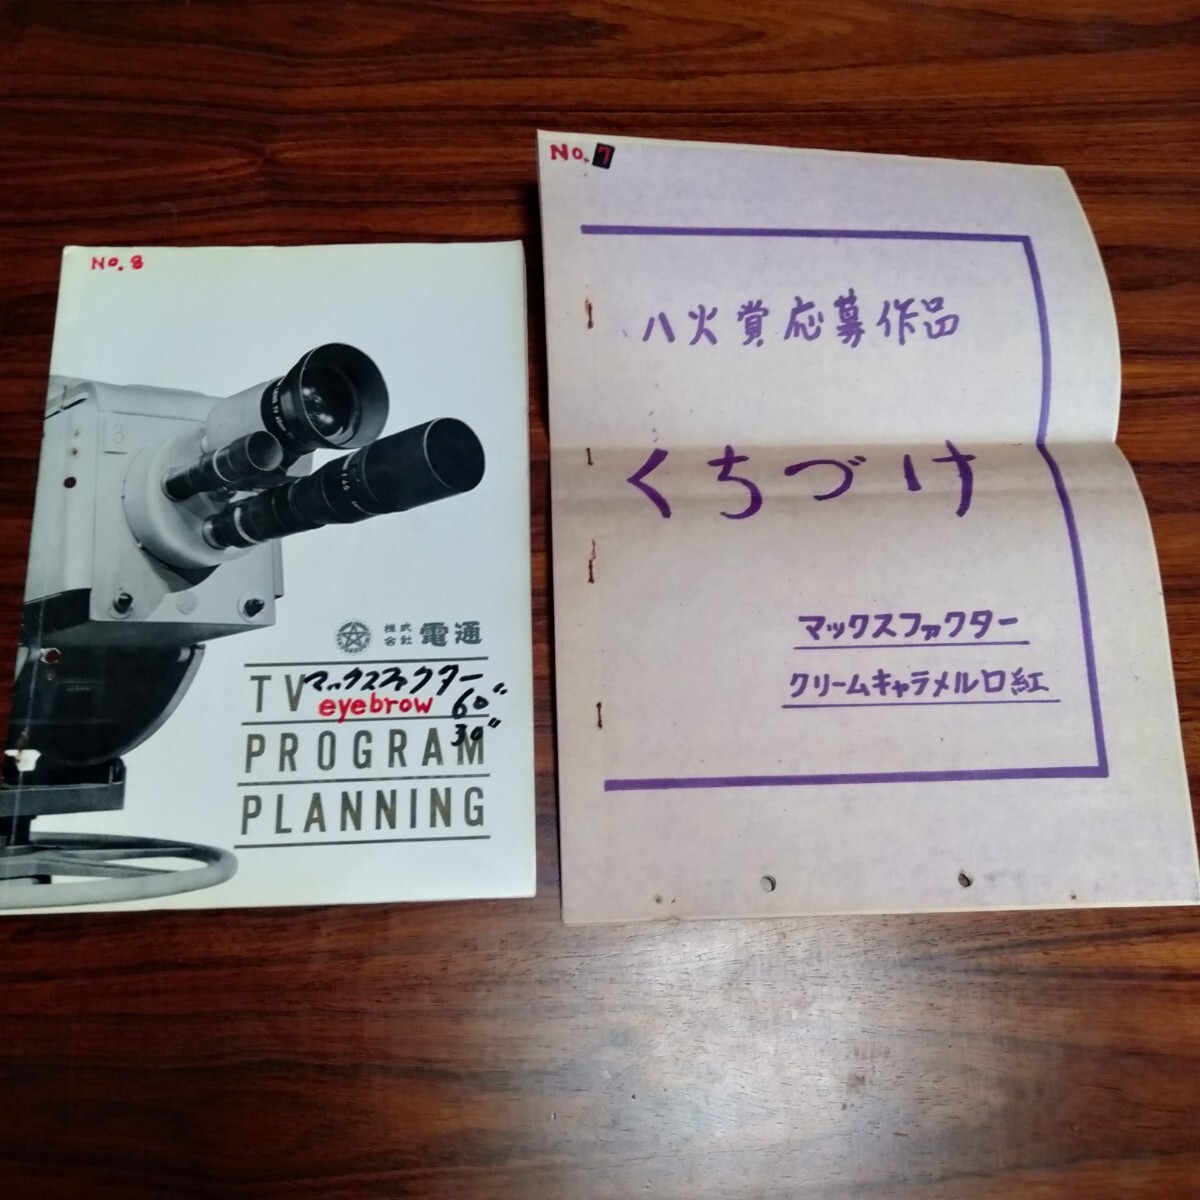 No. 8
3
株式会社 電通
TV マックスファクター
eyebrow 60"
30"
PROGRAM
PLANNING
No. 7
八火賞応募作品
くちづけ
マックスファクター
クリームキャラメル口紅